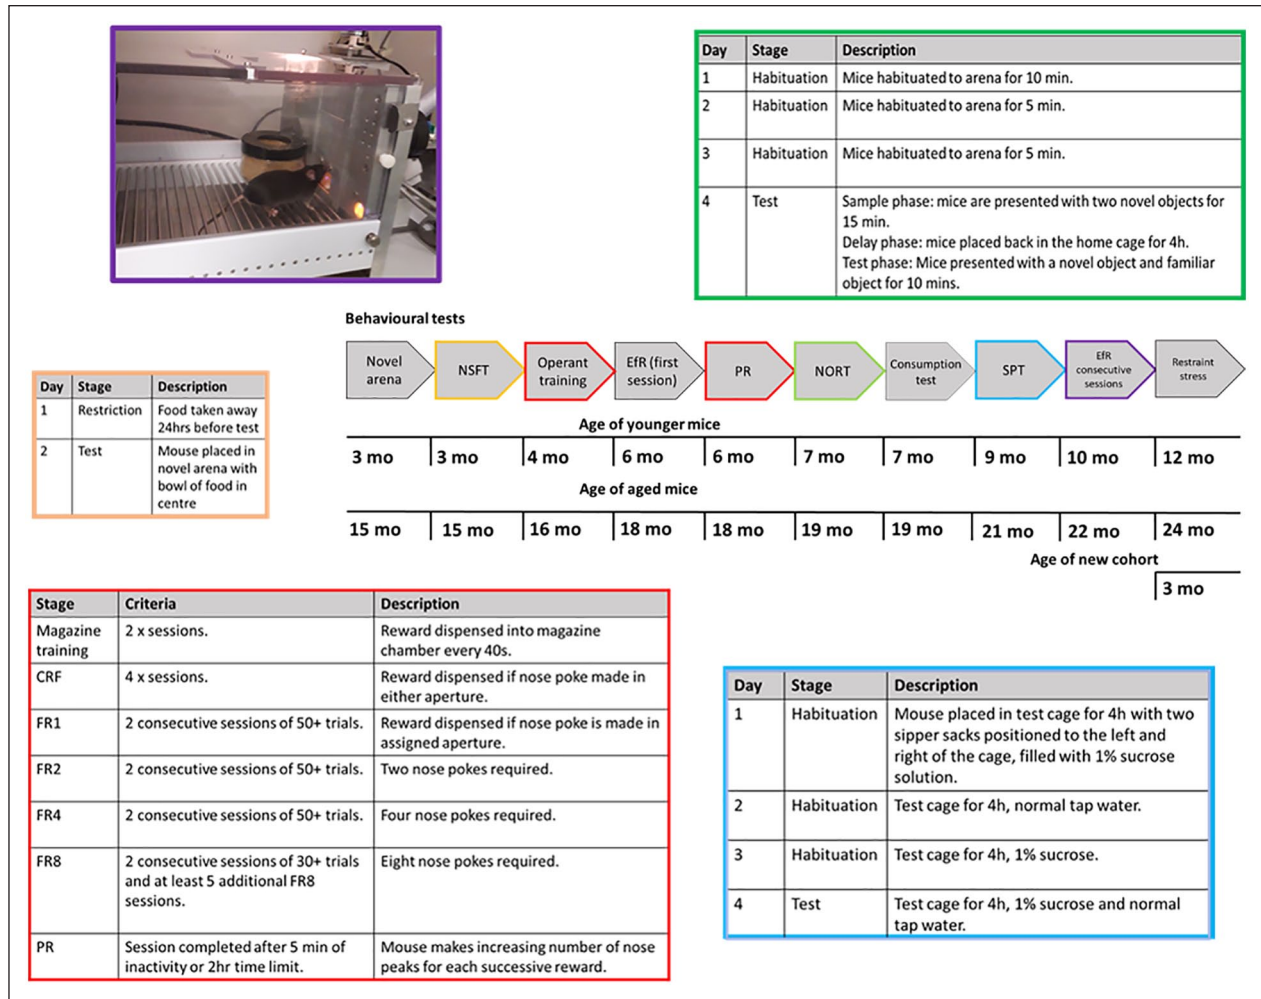 Day Stage Description
1 Habituation Mice habituated to arena for 10 min.
2 Habituation Mice habituated to arena for 5 min.
3 Habituation Mice habituated to arena for 5 min.
4 Test Sample phase: mice are presented with two novel objects for
15 min.
Delay phase: mice placed back in the home cage for 4h.
Test phase: Mice presented with a novel object and familiar
object for 10 mins.
Behavioural tests
Novel
arena
NSFT
Operant
training
EfR (first
session)
PR
NORT
Consumption
test
SPT
EfR
consecutive
sessions
Restraint
stress
Age of younger mice
3 mo 3 mo 4 mo 6 mo 6 mo 7 mo 7 mo 9 mo 10 mo 12 mo
Age of aged mice
15 mo 15 mo 16 mo 18 mo 18 mo 19 mo 19 mo 21 mo 22 mo 24 mo
Age of new cohort
3 mo
Day Stage Description
1 Restriction Food taken away
24hrs before test
2 Test Mouse placed in
novel arena with
bowl of food in
centre
Stage Criteria Description
Magazine 2 x sessions. Reward dispensed into magazine
training chamber every 40s.
CRF 4 x sessions. Reward dispensed if nose poke made in
either aperture.
FR1 2 consecutive sessions of 50+ trials. Reward dispensed if nose poke is made in
assigned aperture.
FR2 2 consecutive sessions of 50+ trials. Two nose pokes required.
FR4 2 consecutive sessions of 50+ trials. Four nose pokes required.
FR8 2 consecutive sessions of 30+ trials Eight nose pokes required.
and at least 5 additional FR8
sessions.
PR Session completed after 5 min of Mouse makes increasing number of nose
inactivity or 2hr time limit. peaks for each successive reward.
Day Stage Description
1 Habituation Mouse placed in test cage for 4h with two
sipper sacks positioned to the left and
right of the cage, filled with 1% sucrose
solution.
2 Habituation Test cage for 4h, normal tap water.
3 Habituation Test cage for 4h, 1% sucrose.
4 Test Test cage for 4h, 1% sucrose and normal
tap water.